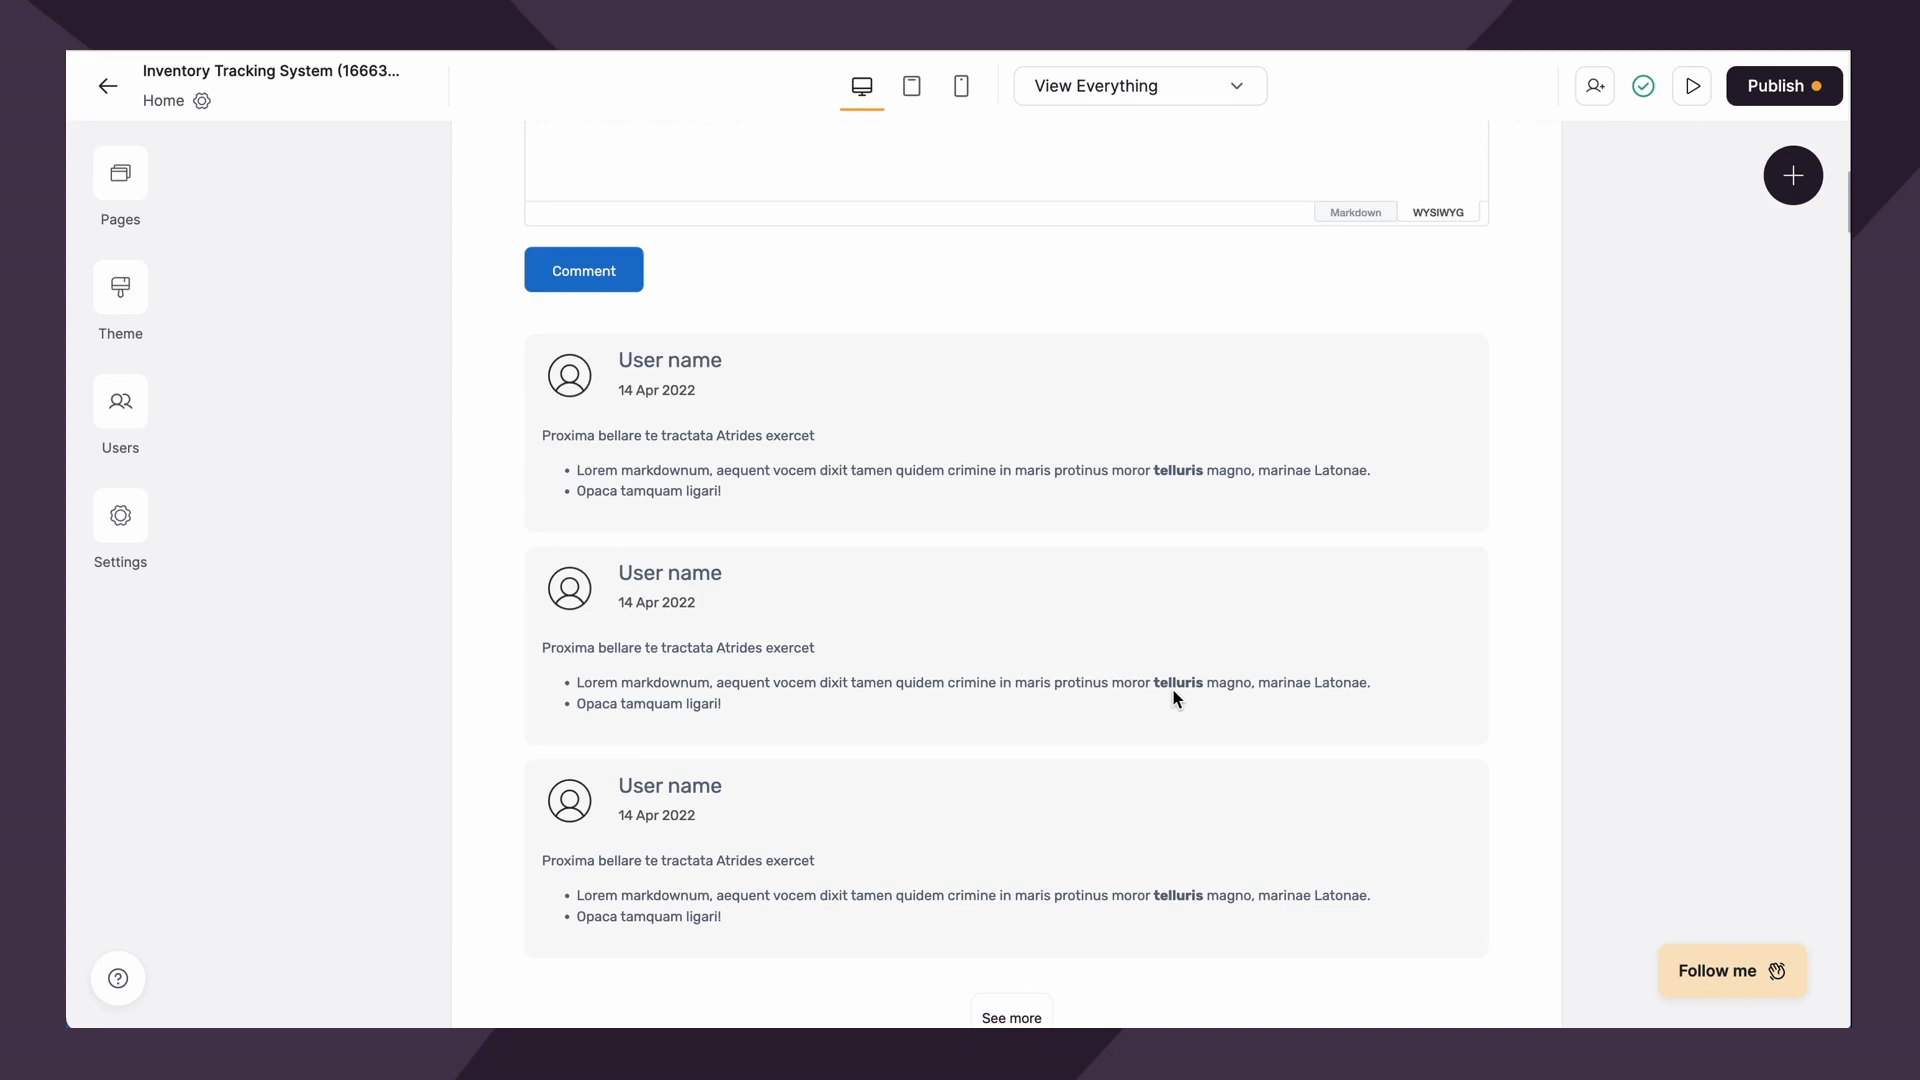 Inventory Tracking System (16663...
Home
View Everything
Publish
Pages
Theme
Users
Settings
Markdown
WYSIWYG
Comment
User name
14 Apr 2022
Proxima bellare te tractata Atrides exercet
• Lorem markdownum, aequent vocem dixit tamen quidem crimine in maris protinus moror telluris magno, marinae Latonae.
• Opaca tamquam ligari!
User name
14 Apr 2022
Proxima bellare te tractata Atrides exercet
• Lorem markdownum, aequent vocem dixit tamen quidem crimine in maris protinus moror telluris magno, marinae Latonae.
• Opaca tamquam ligari!
User name
14 Apr 2022
Proxima bellare te tractata Atrides exercet
• Lorem markdownum, aequent vocem dixit tamen quidem crimine in maris protinus moror telluris magno, marinae Latonae.
• Opaca tamquam ligari!
See more
Follow me